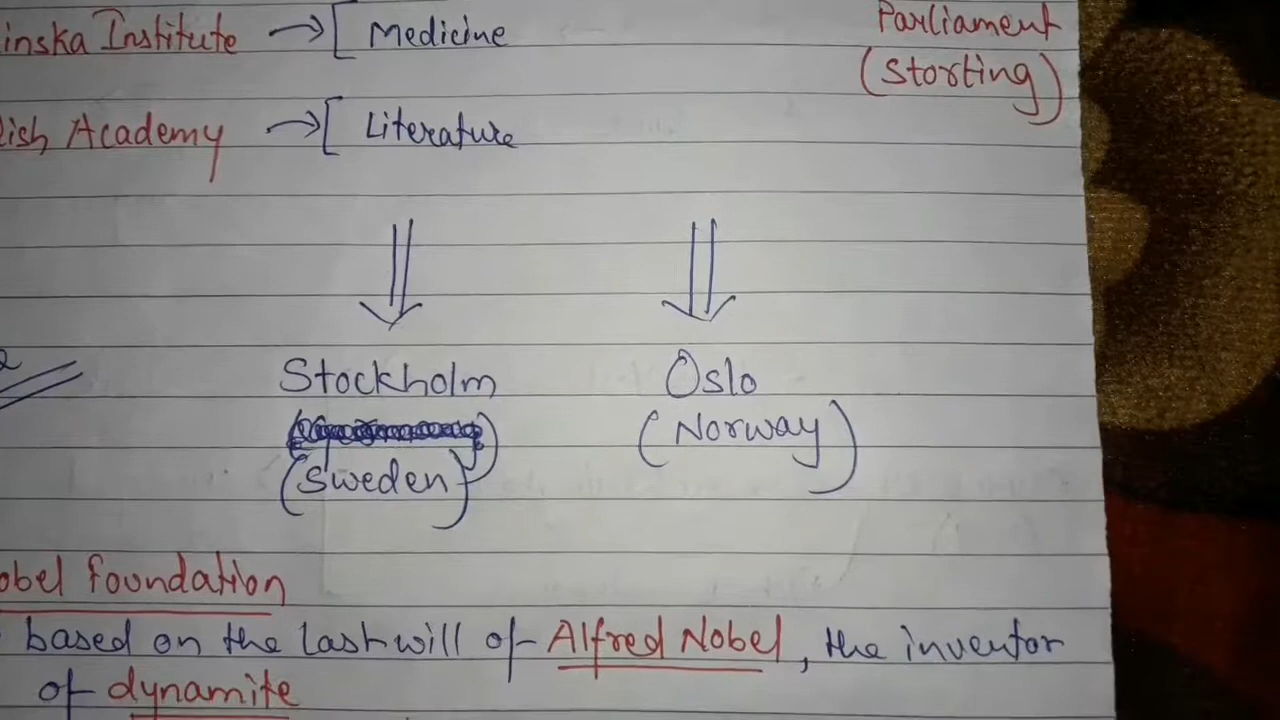 inska Institute → [ Medicine
Parliament
(Storting)
lish Academy → [ Literature
Stockholm
Oslo
(Norway)
(Sweden)
obel foundation
based on the last will of Alfred Nobel, the inventor
of dynamite